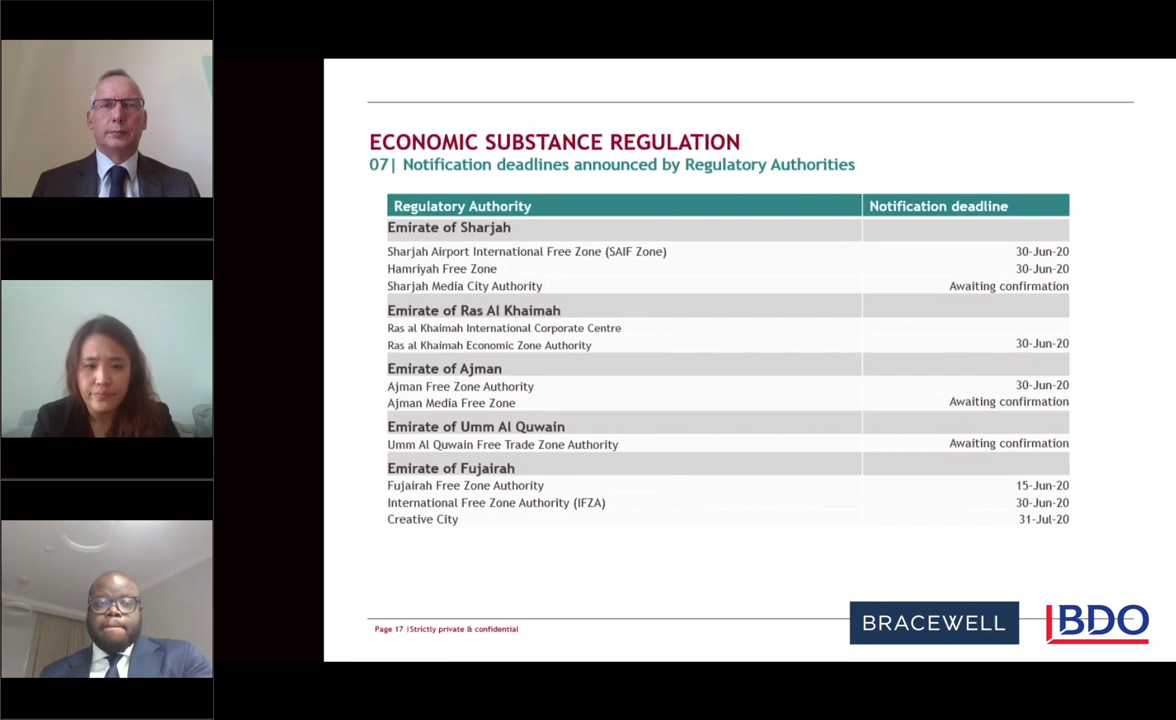 ECONOMIC SUBSTANCE REGULATION
07| Notification deadlines announced by Regulatory Authorities
Regulatory Authority Notification deadline
Emirate of Sharjah
Sharjah Airport International Free Zone (SAIF Zone) 30-Jun-20
Hamriyah Free Zone 30-Jun-20
Sharjah Media City Authority Awaiting confirmation
Emirate of Ras Al Khaimah
Ras al Khaimah International Corporate Centre
Ras al Khaimah Economic Zone Authority 30-Jun-20
Emirate of Ajman
Ajman Free Zone Authority 30-Jun-20
Ajman Media Free Zone Awaiting confirmation
Emirate of Umm Al Quwain
Umm Al Quwain Free Trade Zone Authority Awaiting confirmation
Emirate of Fujairah
Fujairah Free Zone Authority 15-Jun-20
International Free Zone Authority (IFZA) 30-Jun-20
Creative City 31-Jul-20
Page 17 |Strictly private & confidential
BRACEWELL
BDO